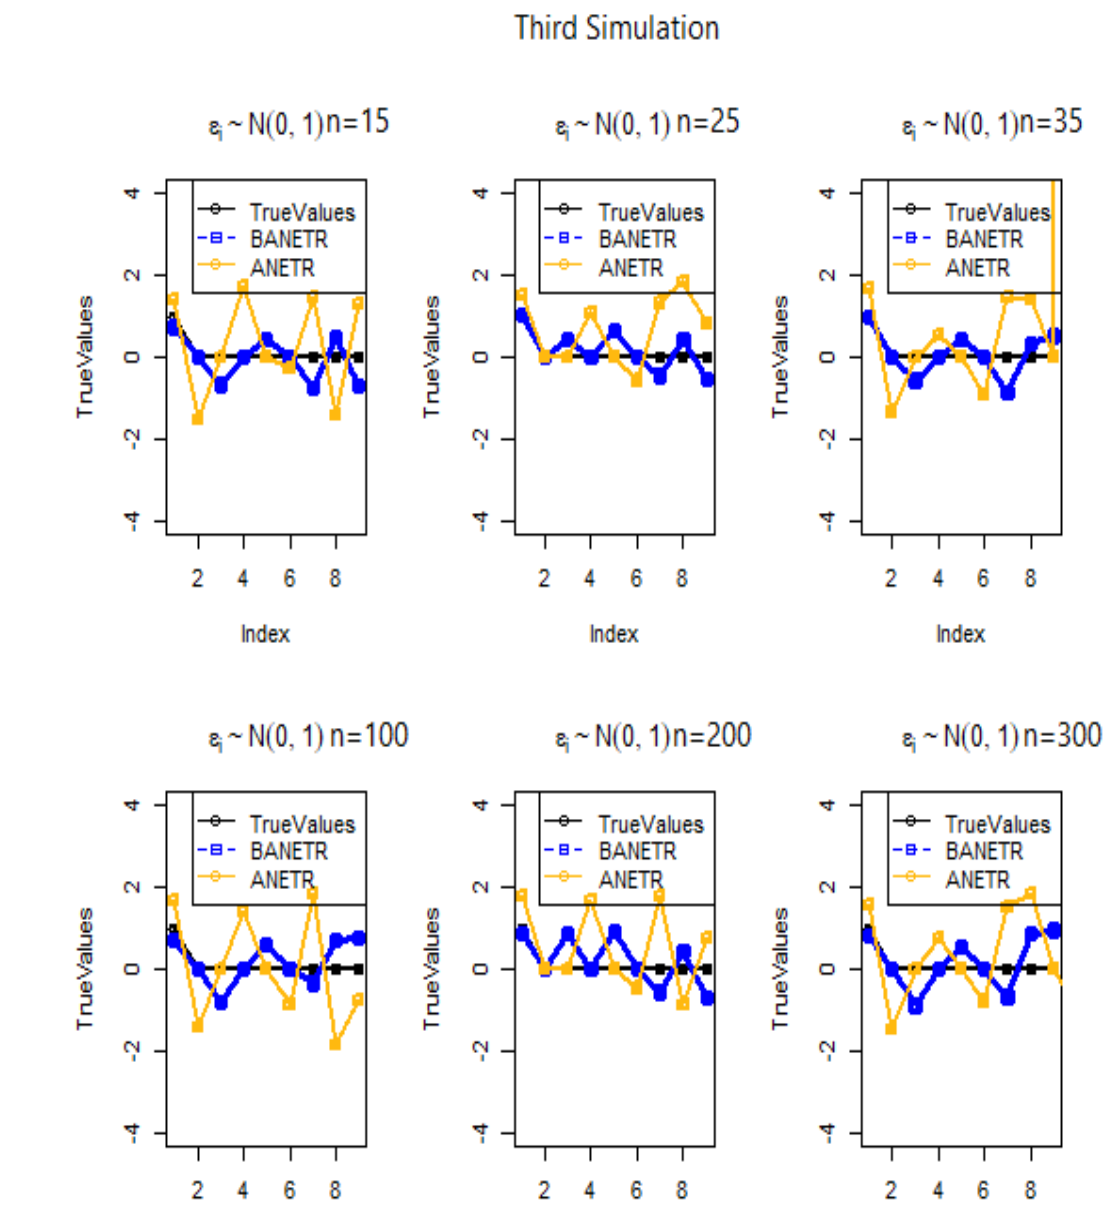 Third Simulation
εi ~ N(0, 1) n=15
εi ~ N(0, 1) n=25
εi ~ N(0, 1) n=35
TrueValues
4
2
0
-2
-4
TrueValues
BANETR
ANETR
2 4 6 8
Index
TrueValues
4
2
0
-2
-4
TrueValues
BANETR
ANETR
2 4 6 8
Index
TrueValues
4
2
0
-2
-4
TrueValues
BANETR
ANETR
2 4 6 8
Index
εi ~ N(0, 1) n=100
εi ~ N(0, 1) n=200
εi ~ N(0, 1) n=300
TrueValues
4
2
0
-2
-4
TrueValues
BANETR
ANETR
2 4 6 8
TrueValues
4
2
0
-2
-4
TrueValues
BANETR
ANETR
2 4 6 8
TrueValues
4
2
0
-2
-4
TrueValues
BANETR
ANETR
2 4 6 8